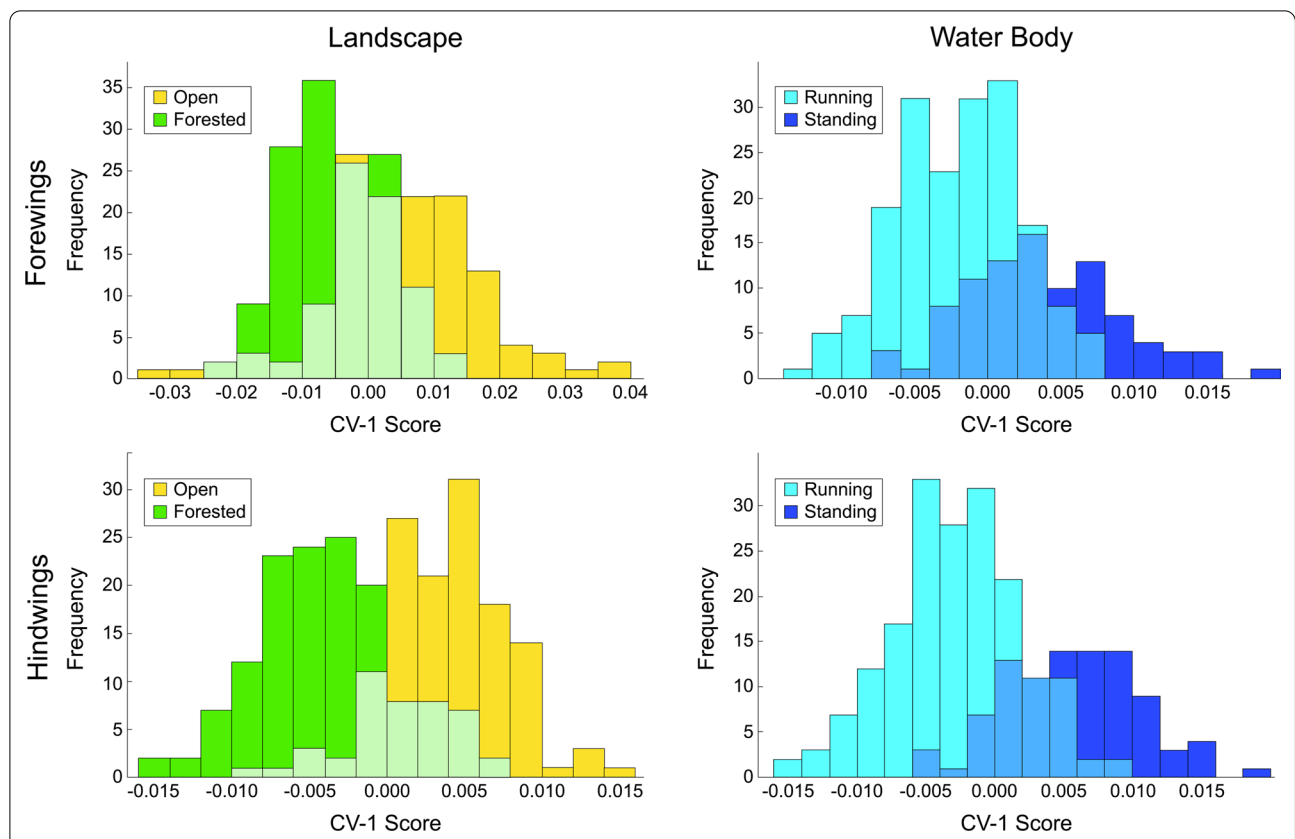 Landscape
Water Body
Forewings
Frequency
35
30
25
20
15
10
5
0
Open
Forested
-0.03 -0.02 -0.01 0.00 0.01 0.02 0.03 0.04
CV-1 Score
Frequency
30
25
20
15
10
5
0
Running
Standing
-0.010 -0.005 0.000 0.005 0.010 0.015
CV-1 Score
Hindwings
Frequency
30
25
20
15
10
5
0
Open
Forested
-0.015 -0.010 -0.005 0.000 0.005 0.010 0.015
CV-1 Score
Frequency
30
25
20
15
10
5
0
Running
Standing
-0.015 -0.010 -0.005 0.000 0.005 0.010 0.015
CV-1 Score